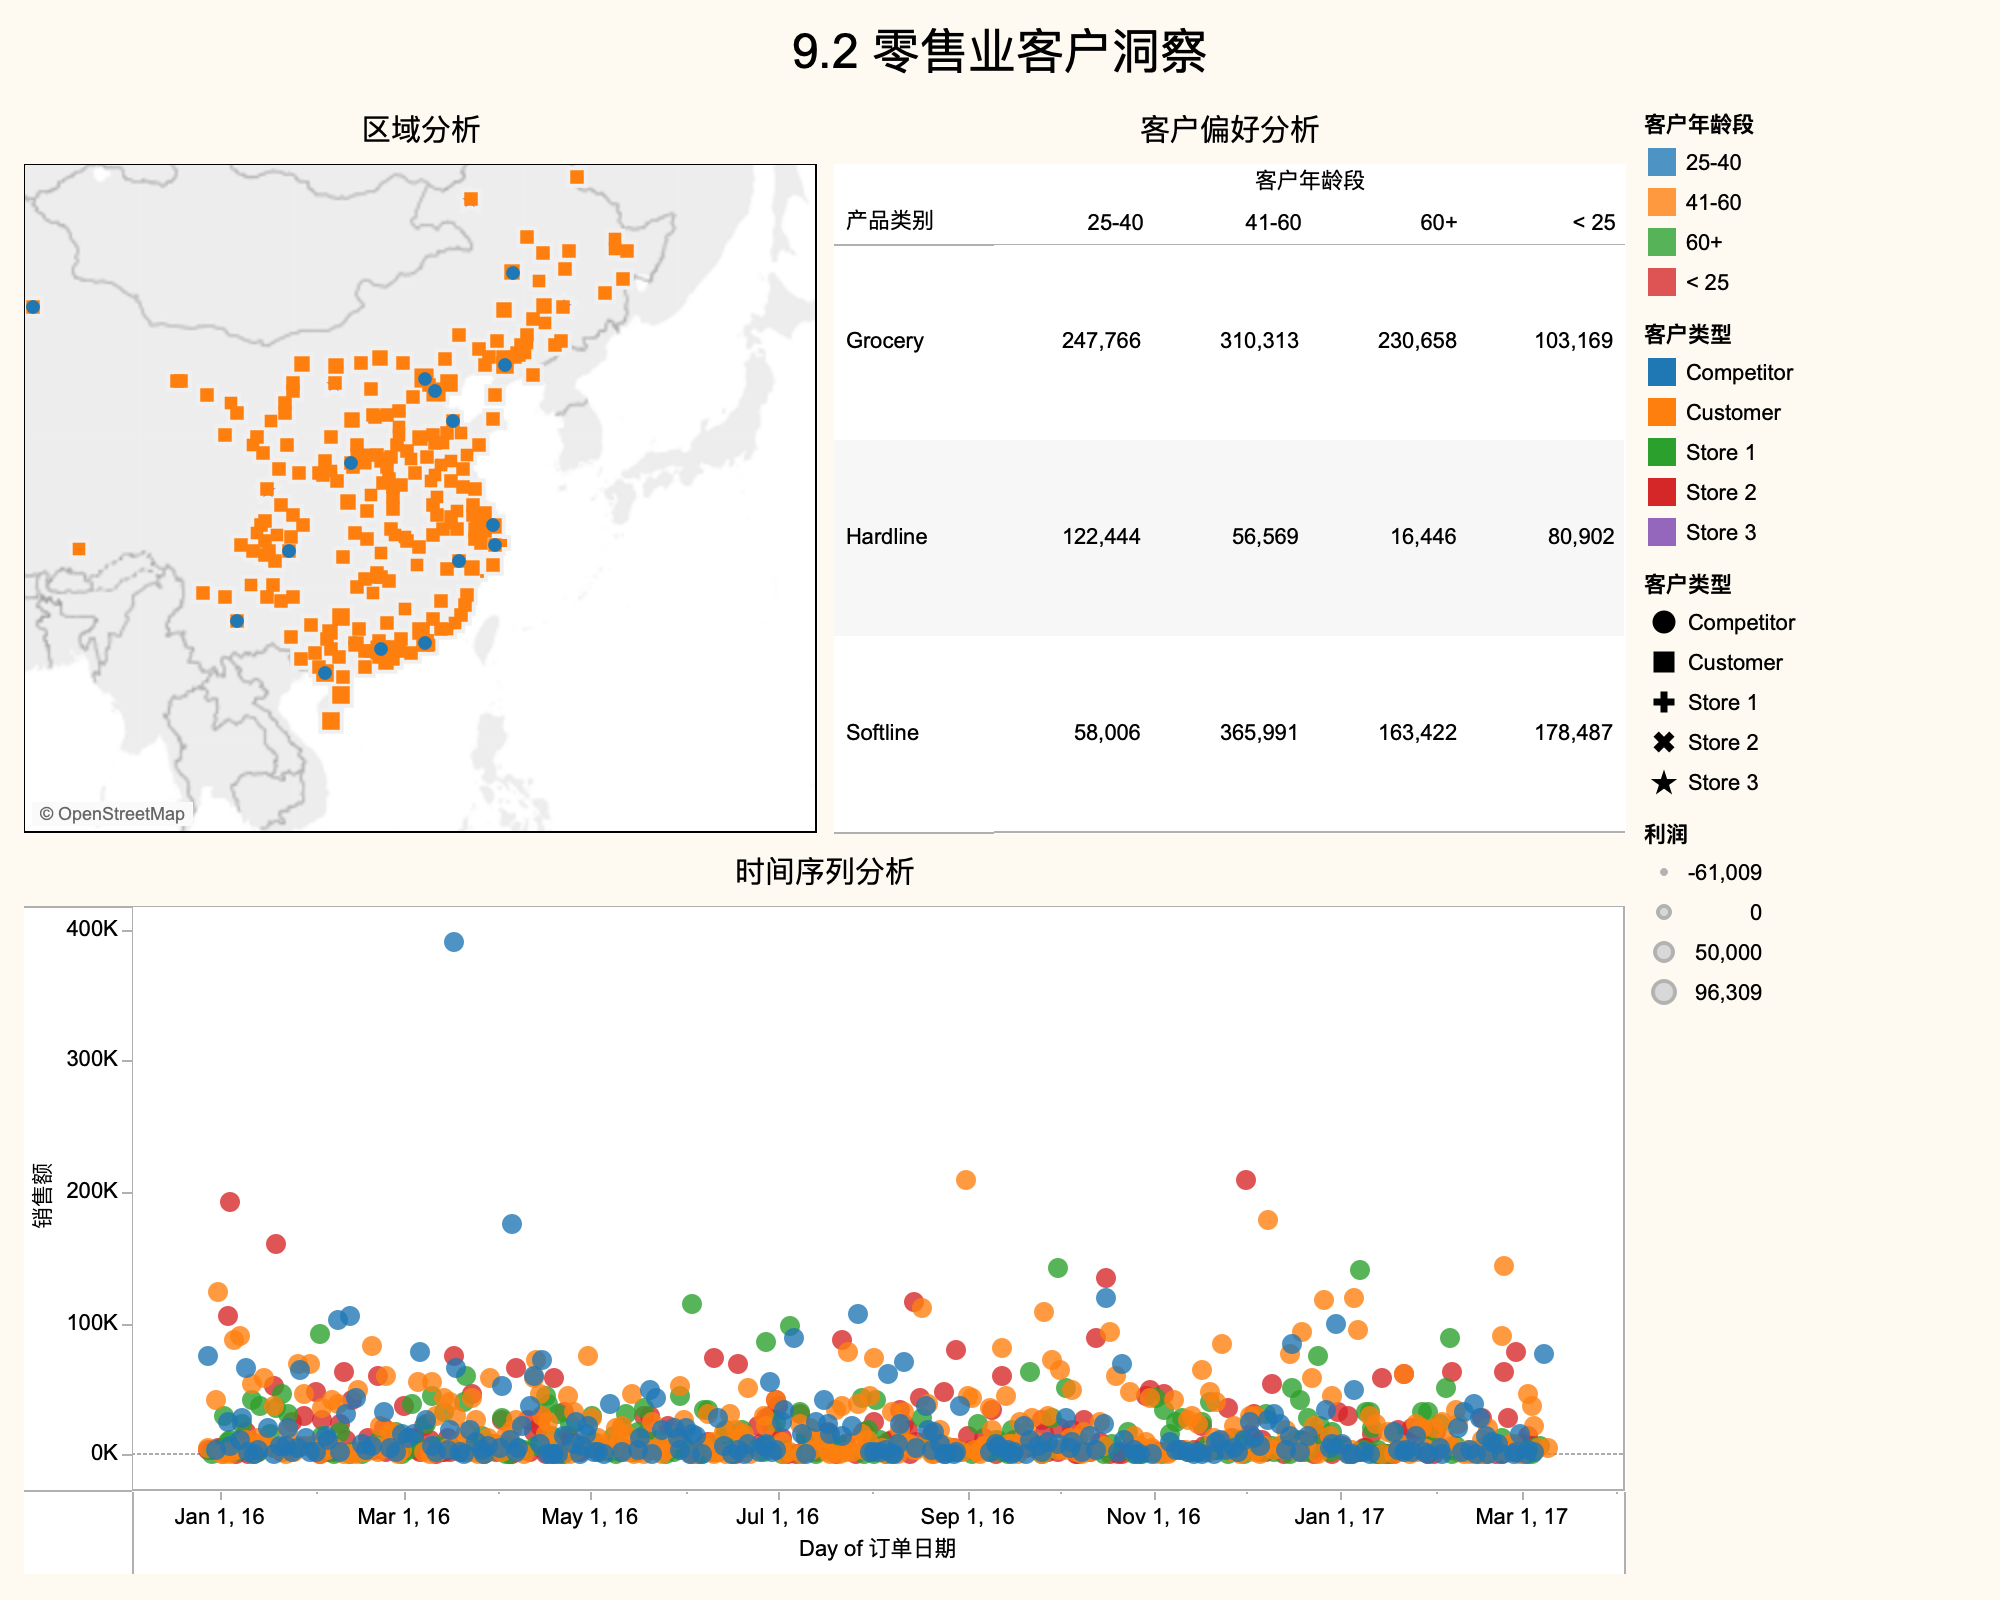 9.2 零售业客户洞察
区域分析
© OpenStreetMap
客户偏好分析
客户年龄段
产品类别 25-40 41-60 60+ < 25
Grocery 247,766 310,313 230,658 103,169
Hardline 122,444 56,569 16,446 80,902
Softline 58,006 365,991 163,422 178,487
客户年龄段
25-40
41-60
60+
< 25
客户类型
Competitor
Customer
Store 1
Store 2
Store 3
客户类型
Competitor
Customer
Store 1
Store 2
Store 3
利润
-61,009
0
50,000
96,309
时间序列分析
销售额
400K
300K
200K
100K
0K
Jan 1, 16 Mar 1, 16 May 1, 16 Jul 1, 16 Sep 1, 16 Nov 1, 16 Jan 1, 17 Mar 1, 17
Day of 订单日期